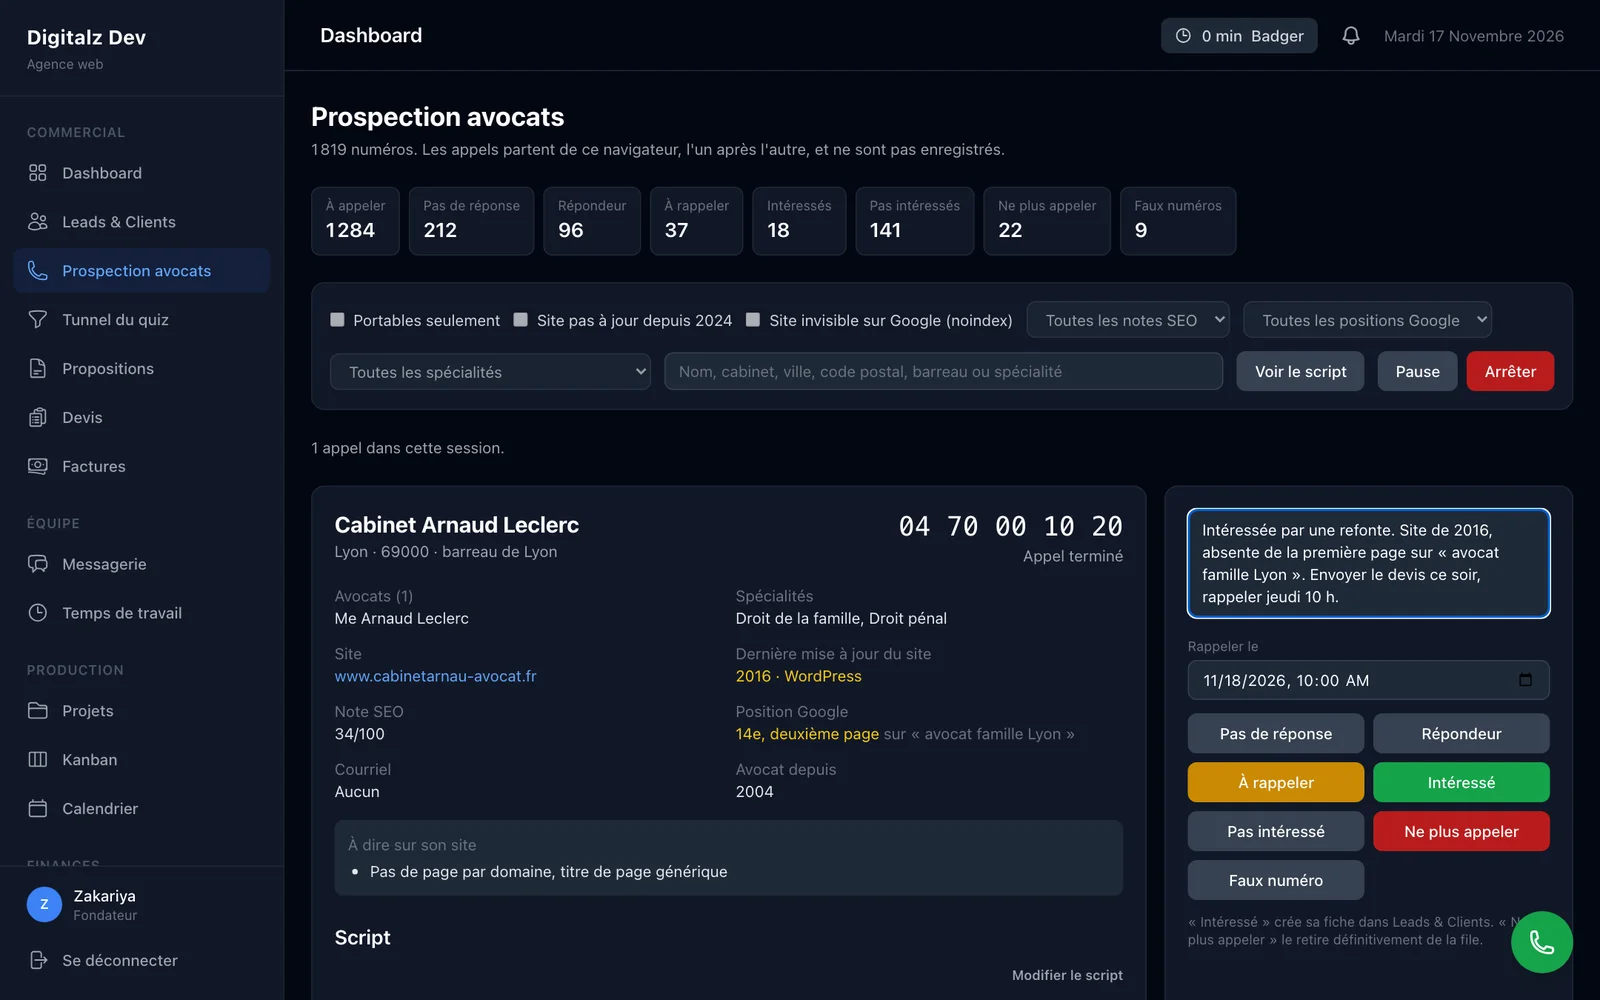 Digitalz Dev
Agence web
COMMERCIAL
Dashboard
Leads & Clients
Prospection avocats
Tunnel du quiz
Propositions
Devis
Factures
ÉQUIPE
Messagerie
Temps de travail
PRODUCTION
Projets
Kanban
Calendrier
FINANCES
Z
Zakariya
Fondateur
Se déconnecter
Dashboard
0 min Badger
Mardi 17 Novembre 2026
Prospection avocats
1 819 numéros. Les appels partent de ce navigateur, l'un après l'autre, et ne sont pas enregistrés.
À appeler
1 284
Pas de réponse
212
Répondeur
96
À rappeler
37
Intéressés
18
Pas intéressés
141
Ne plus appeler
22
Faux numéros
9
Portables seulement
Site pas à jour depuis 2024
Site invisible sur Google (noindex)
Toutes les notes SEO
Toutes les positions Google
Toutes les spécialités
Nom, cabinet, ville, code postal, barreau ou spécialité
Voir le script
Pause
Arrêter
1 appel dans cette session.
Cabinet Arnaud Leclerc
Lyon · 69000 · barreau de Lyon
04 70 00 10 20
Appel terminé
Avocats (1)
Me Arnaud Leclerc
Spécialités
Droit de la famille, Droit pénal
Site
www.cabinetarnau-avocat.fr
Dernière mise à jour du site
2016 · WordPress
Note SEO
34/100
Position Google
14e, deuxième page sur « avocat famille Lyon »
Courriel
Aucun
Avocat depuis
2004
À dire sur son site
• Pas de page par domaine, titre de page générique
Script
Modifier le script
Intéressée par une refonte. Site de 2016,
absente de la première page sur « avocat
famille Lyon ». Envoyer le devis ce soir,
rappeler jeudi 10 h.
Rappeler le
11/18/2026, 10:00 AM
Pas de réponse
Répondeur
À rappeler
Intéressé
Pas intéressé
Ne plus appeler
Faux numéro
« Intéressé » crée sa fiche dans Leads & Clients. «
plus appeler » le retire définitivement de la file.